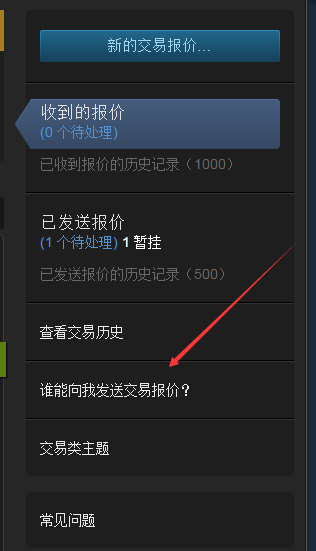 新的交易报价...
收到的报价
(0 个待处理)
已收到报价的历史记录（1000）
已发送报价
(1 个待处理) 1 暂挂
已发送报价的历史记录（500）
查看交易历史
谁能向我发送交易报价？
交易类主题
常见问题